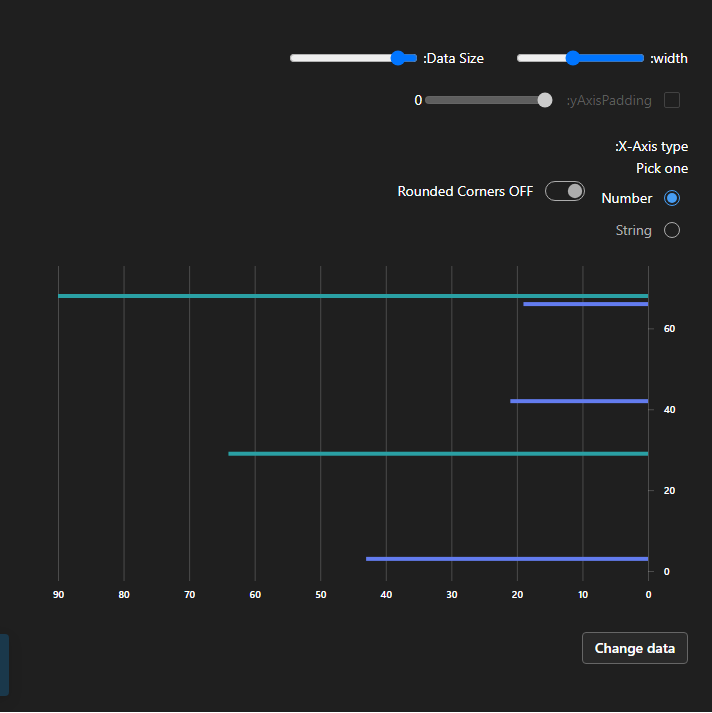 :width
:Data Size
:yAxisPadding
0
:X-Axis type
Pick one
Number
Rounded Corners OFF
String
60
40
20
0
90 80 70 60 50 40 30 20 10 0
Change data